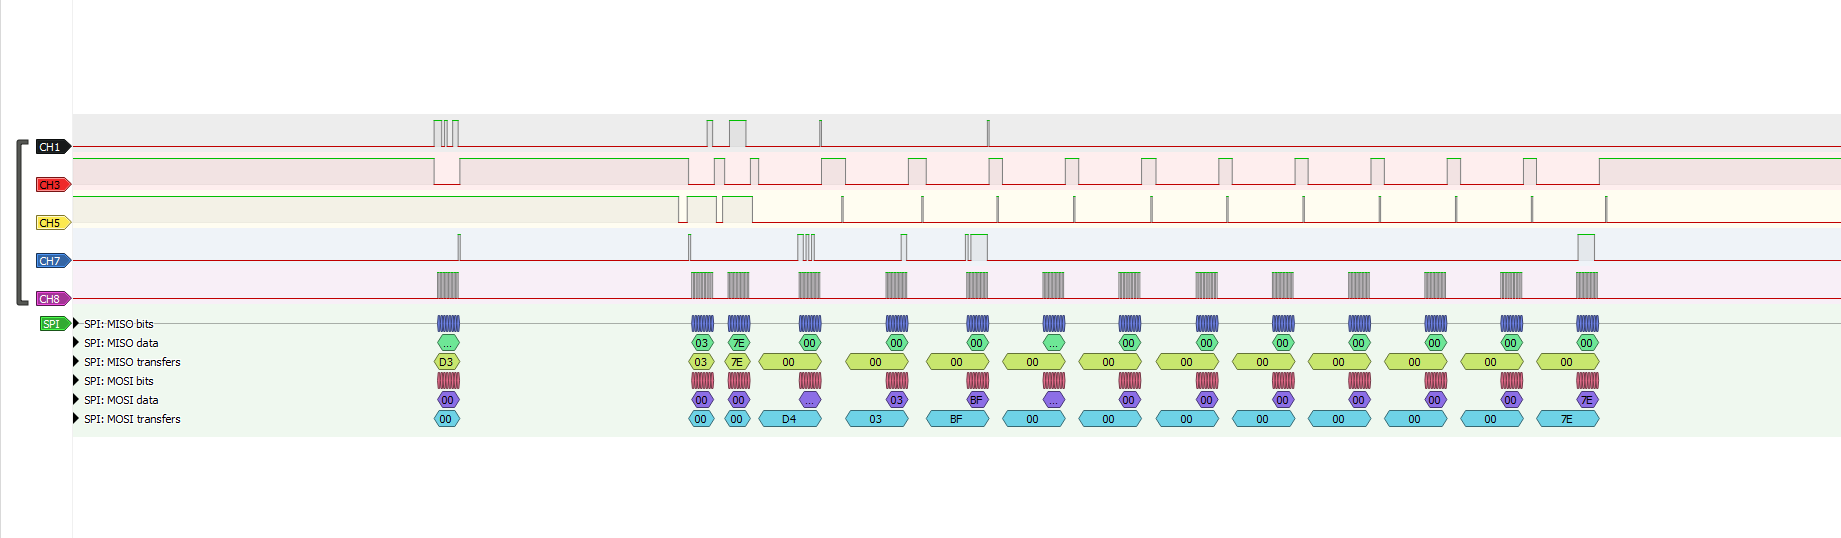 CH1
CH3
CH5
CH7
CH8
SPI
SPI: MISO bits
SPI: MISO data ... 03 7E 00 00 00 ... 00 00 00 00 00 00 00
SPI: MISO transfers D3 03 7E 00 00 00 00 00 00 00 00 00 00 00
SPI: MOSI bits
SPI: MOSI data 00 00 00 ... 03 BF ... 00 00 00 00 00 00 7E
SPI: MOSI transfers 00 00 00 D4 03 BF 00 00 00 00 00 00 00 7E